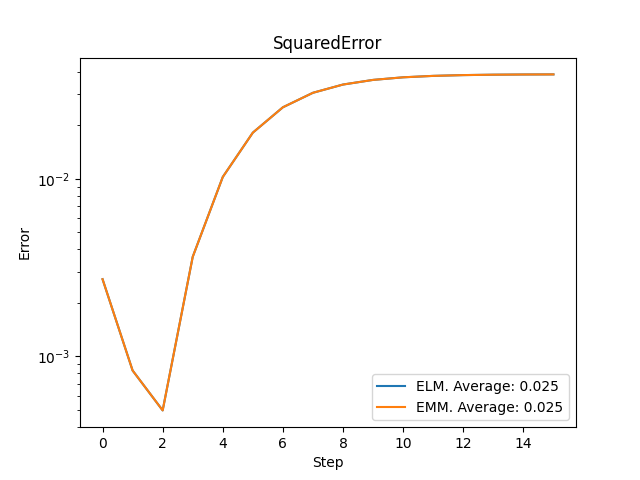 SquaredError
Error
10⁻²
10⁻³
0 2 4 6 8 10 12 14
Step
ELM. Average: 0.025
EMM. Average: 0.025